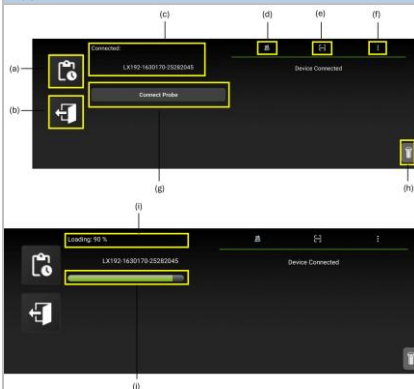 (c)
(d)
(e)
(f)
Connected:
LX192-1630170-25282045
Device Connected
(a)
Connect Probe
(b)
(g)
(h)
(i)
Loading: 90 %
LX192-1630170-25282045
Device Connected
(j)